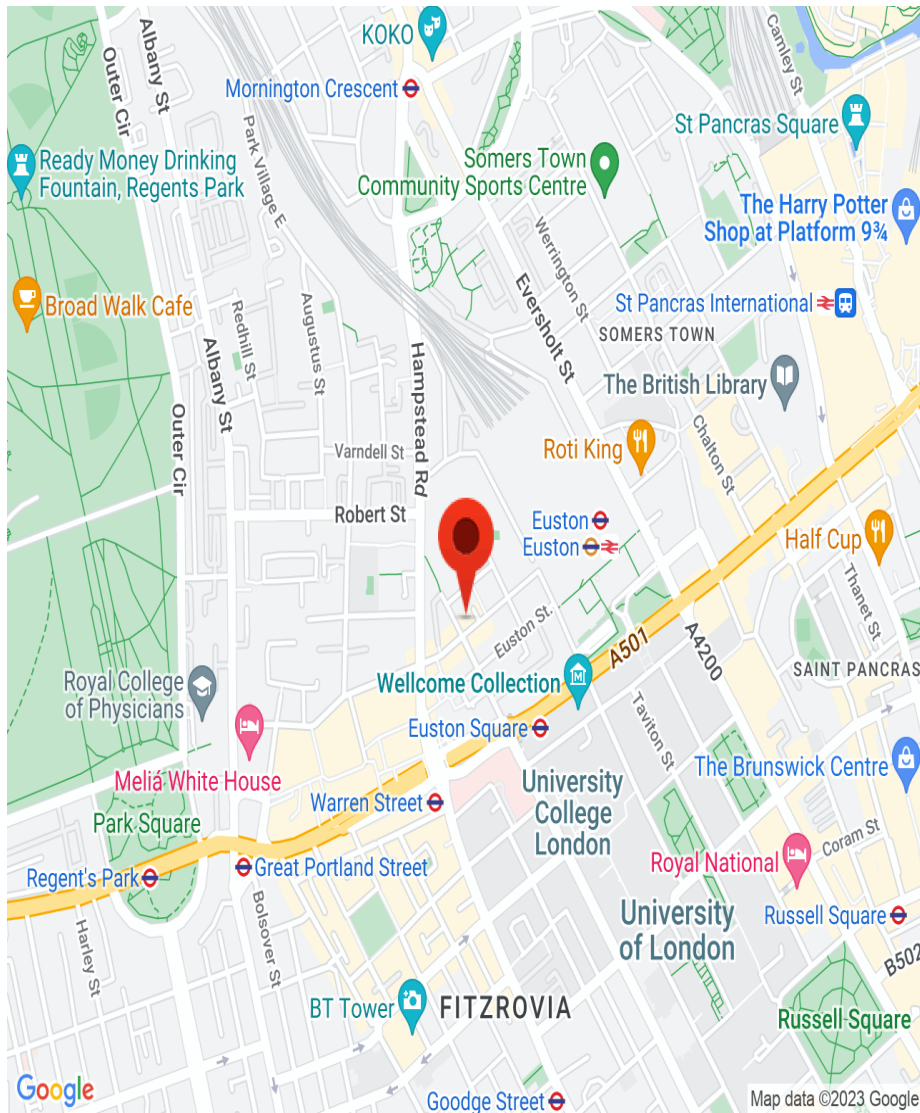 KOKO
Mornington Crescent
Outer Cir
Albany St
Park Village E
Camley St
St Pancras Square
Ready Money Drinking
Fountain, Regents Park
Somers Town
Community Sports Centre
The Harry Potter
Shop at Platform 9¾
Werrington St
Broad Walk Cafe
Redhill St
Augustus St
Eversholt St
St Pancras International
SOMERS TOWN
Albany St
Hampstead Rd
The British Library
Outer Cir
Varndell St
Roti King
Chalton St
Robert St
Euston
Euston
Half Cup
Thanet St
Euston St.
A501
A4200
SAINT PANCRAS
Royal College
of Physicians
Wellcome Collection
Taviton St
Euston Square
Meliá White House
The Brunswick Centre
University
College
London
Warren Street
Park Square
Coram St
Royal National
Regent's Park
Great Portland Street
Harley St
Bolsover St
University
of London
Russell Square
B502
BT Tower
FITZROVIA
Russell Square
Google
Goodge Street
Map data ©2023 Google